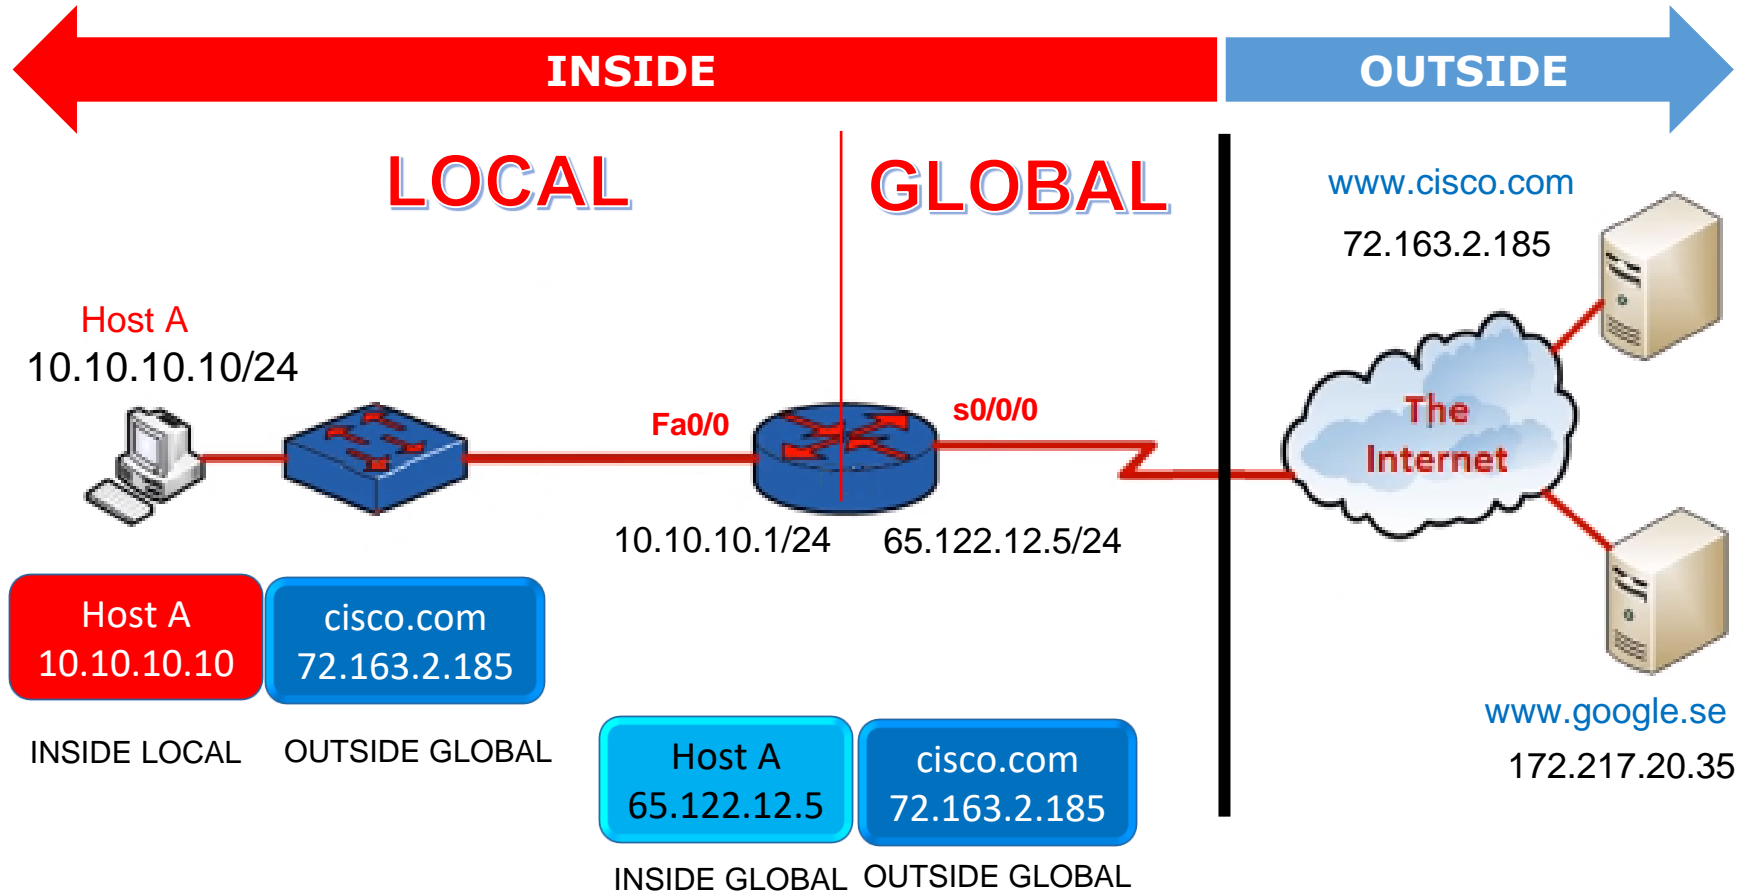 INSIDE
OUTSIDE
LOCAL
GLOBAL
www.cisco.com
72.163.2.185
Host A
10.10.10.10/24
Fa0/0
s0/0/0
The
Internet
10.10.10.1/24
65.122.12.5/24
Host A
10.10.10.10
cisco.com
72.163.2.185
INSIDE LOCAL
OUTSIDE GLOBAL
Host A
65.122.12.5
cisco.com
72.163.2.185
INSIDE GLOBAL
OUTSIDE GLOBAL
www.google.se
172.217.20.35